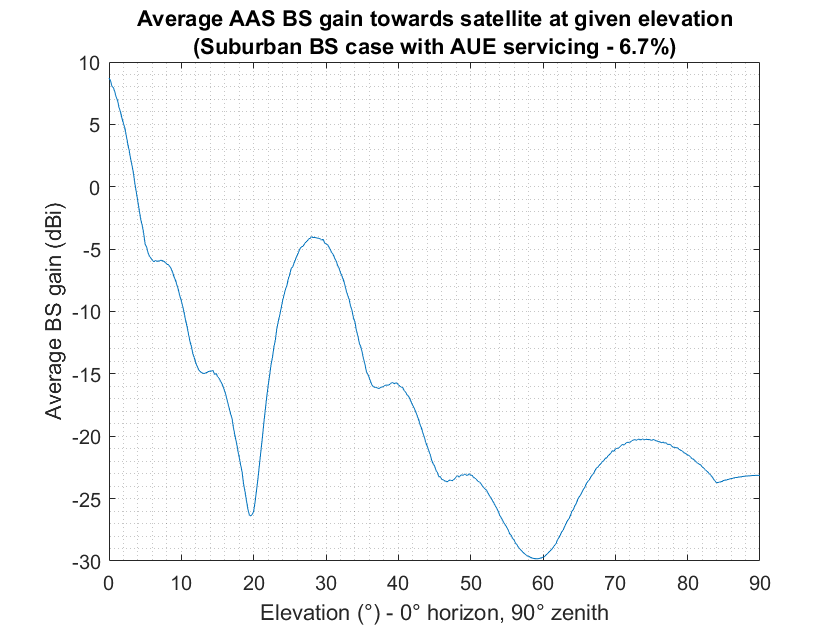 Average AAS BS gain towards satellite at given elevation
(Suburban BS case with AUE servicing - 6.7%)
10
5
0
-5
-10
-15
-20
-25
-30
Average BS gain (dBi)
0 10 20 30 40 50 60 70 80 90
Elevation (°) - 0° horizon, 90° zenith